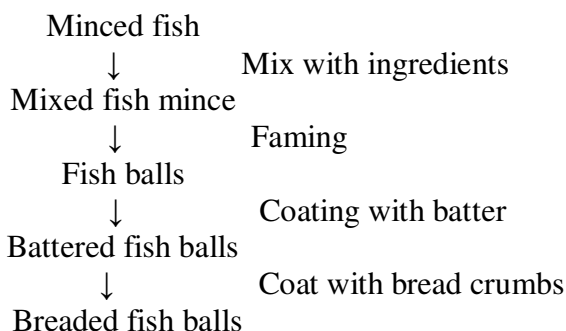 Minced fish
↓ Mix with ingredients
Mixed fish mince
↓ Faming
Fish balls
↓ Coating with batter
Battered fish balls
↓ Coat with bread crumbs
Breaded fish balls